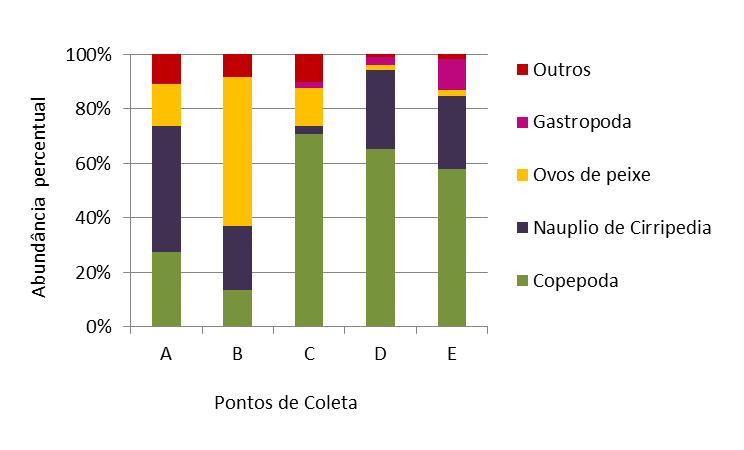 Abundância percentual
100%
80%
60%
40%
20%
0%
A B C D E
Pontos de Coleta
Outros
Gastropoda
Ovos de peixe
Nauplio de Cirripedia
Copepoda